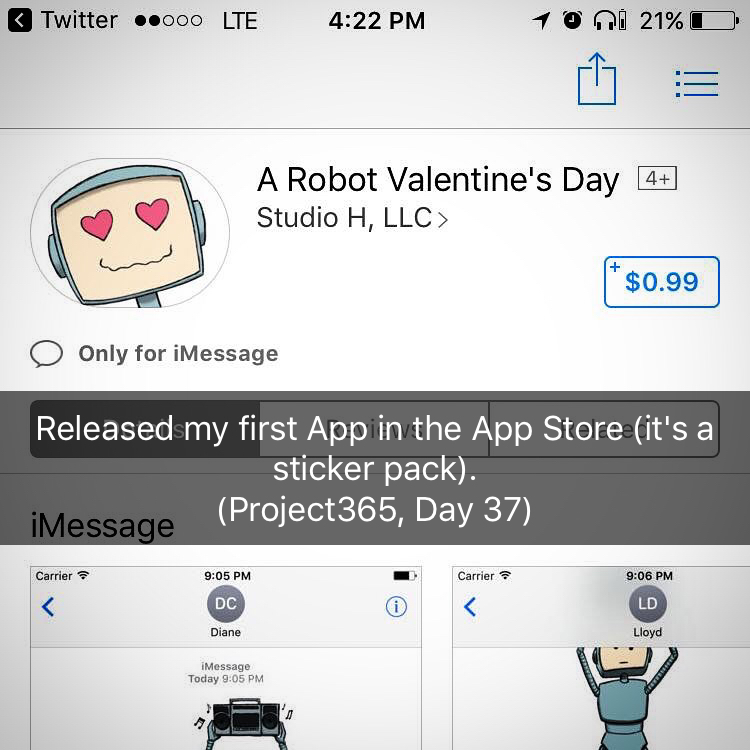 Twitter LTE 4:22 PM 21%
A Robot Valentine's Day 4+
Studio H, LLC
+ $0.99
Only for iMessage
Released my first App in the App Store (it's a
sticker pack).
(Project365, Day 37)
iMessage
Carrier 9:05 PM
DC
Diane
iMessage
Today 9:05 PM
Carrier 9:06 PM
LD
Lloyd